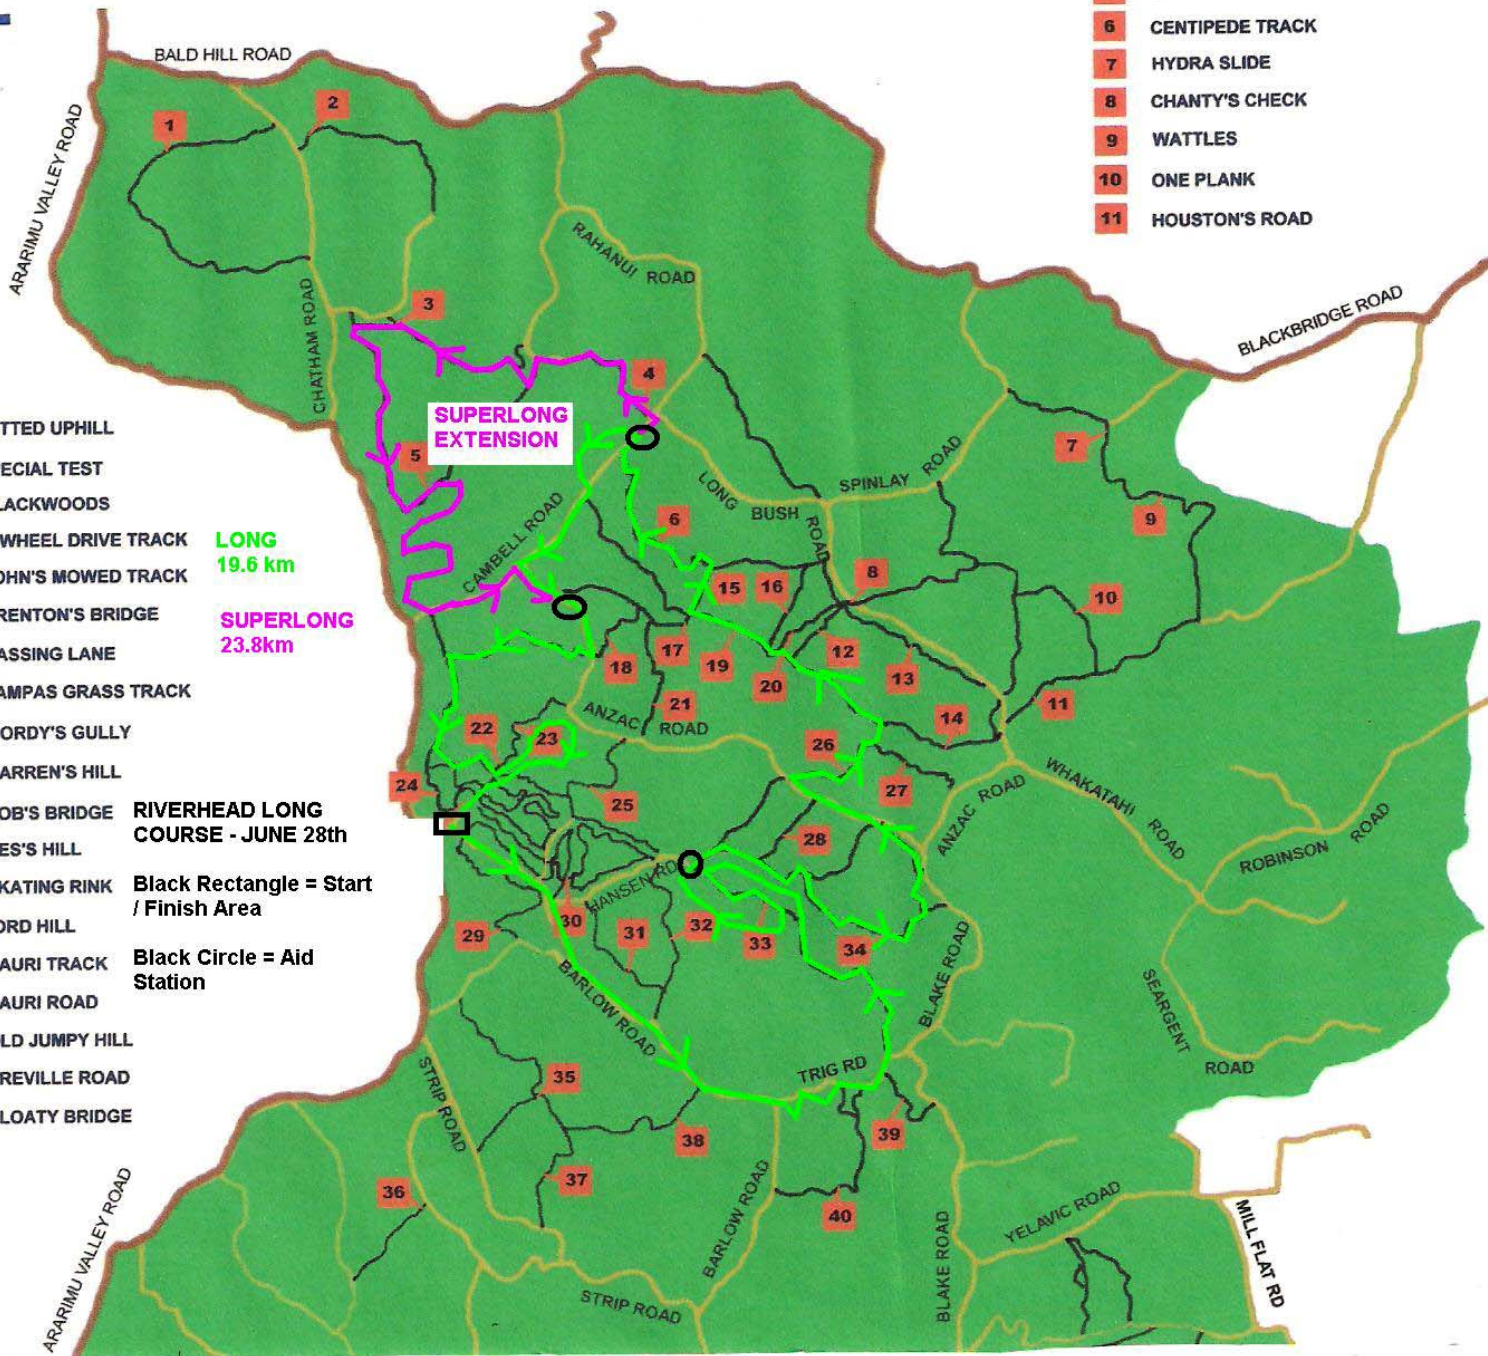 6 CENTIPEDE TRACK
7 HYDRA SLIDE
8 CHANTY'S CHECK
9 WATTLES
10 ONE PLANK
11 HOUSTON'S ROAD
BALD HILL ROAD
ARARIMU VALLEY ROAD
1
2
RAHANUI ROAD
CHATHAM ROAD
3
BLACKBRIDGE ROAD
4
SUPERLONG
EXTENSION
5
7
SPINLAY ROAD
LONG BUSH ROAD
9
CAMBELL ROAD
6
TTED UPHILL
ECIAL TEST
LACKWOODS
WHEEL DRIVE TRACK
OHN'S MOWED TRACK
RENTON'S BRIDGE
ASSING LANE
AMPAS GRASS TRACK
ORDY'S GULLY
ARREN'S HILL
OB'S BRIDGE
ES'S HILL
KATING RINK
ORD HILL
AURI TRACK
AURI ROAD
LD JUMPY HILL
REVILLE ROAD
LOATY BRIDGE
LONG
19.6 km
SUPERLONG
23.8km
15
16
8
10
17
18
19
20
12
13
21
11
14
ANZAC ROAD
22
23
24
25
26
27
28
WHAKATAHI ROAD
ANZAC ROAD
ROBINSON ROAD
RIVERHEAD LONG
COURSE - JUNE 28th
Black Rectangle = Start
/ Finish Area
Black Circle = Aid
Station
HANSEN RD
29
30
31
32
33
34
BARLOW ROAD
BLAKE ROAD
SEARGENT ROAD
TRIG RD
STRIP ROAD
35
38
39
37
36
40
BARLOW ROAD
YELAVIC ROAD
BLAKE ROAD
MILL FLAT RD
STRIP ROAD
ARARIMU VALLEY ROAD